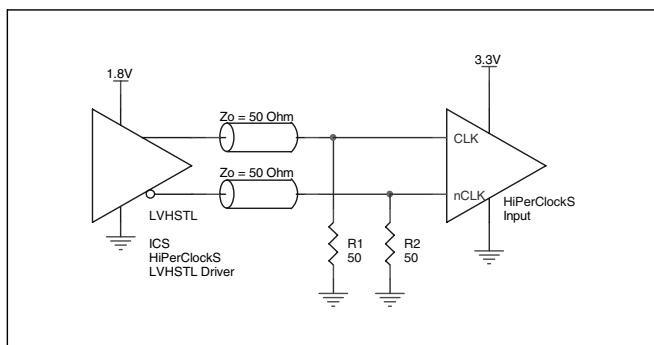 1.8V
3.3V
Zo = 50 Ohm
CLK
Zo = 50 Ohm
nCLK
HiPerClockS
Input
LVHSTL
ICS
HiPerClockS
LVHSTL Driver
R1
50
R2
50